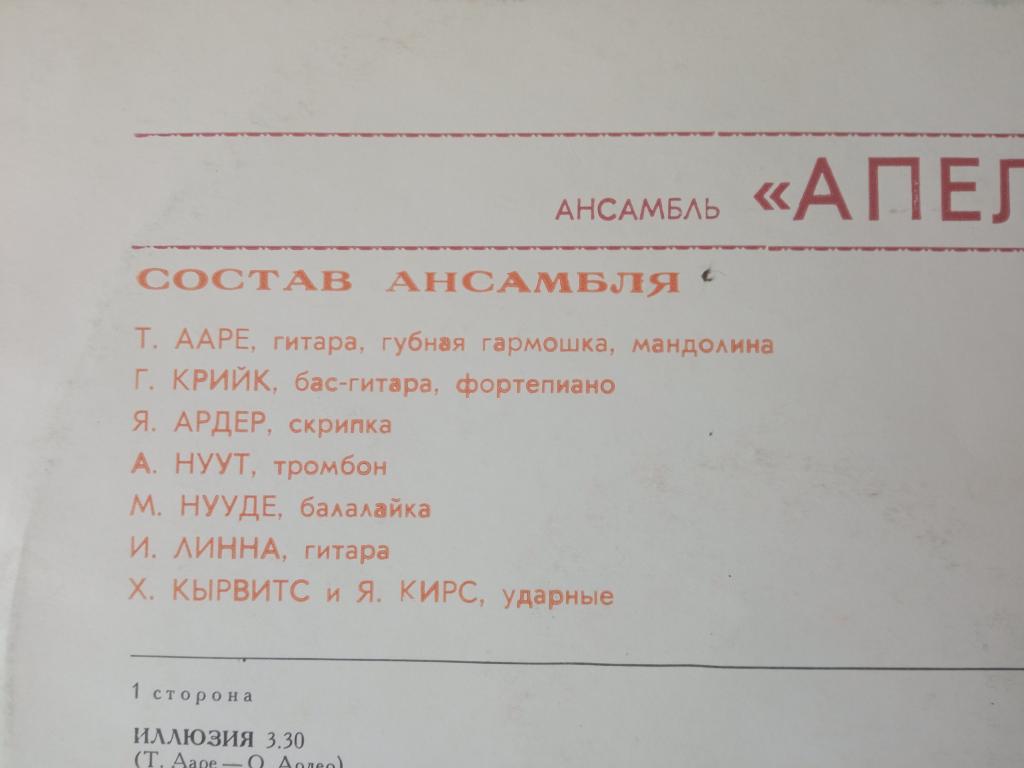 АНСАМБЛЬ «АПЕЛ
СОСТАВ АНСАМБЛЯ
Т. ААРЕ, гитара, губная гармошка, мандолина
Г. КРИЙК, бас-гитара, фортепиано
Я. АРДЕР, скрипка
А. НУУТ, тромбон
М. НУУДЕ, балалайка
И. ЛИННА, гитара
Х. КЫРВИТС и Я. КИРС, ударные
1 сторона
ИЛЛЮЗИЯ 3.30
(Т. Ааре — О.